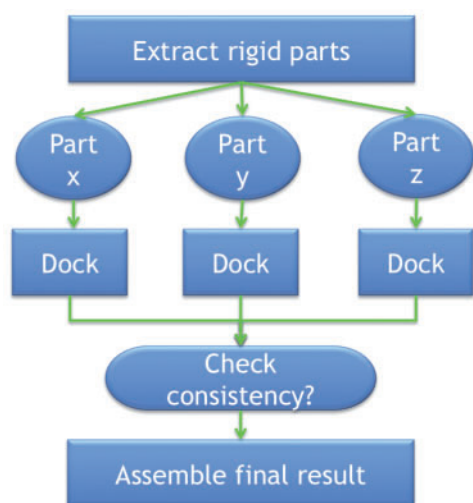 Extract rigid parts
Part
x
Part
y
Part
z
Dock
Dock
Dock
Check
consistency?
Assemble final result